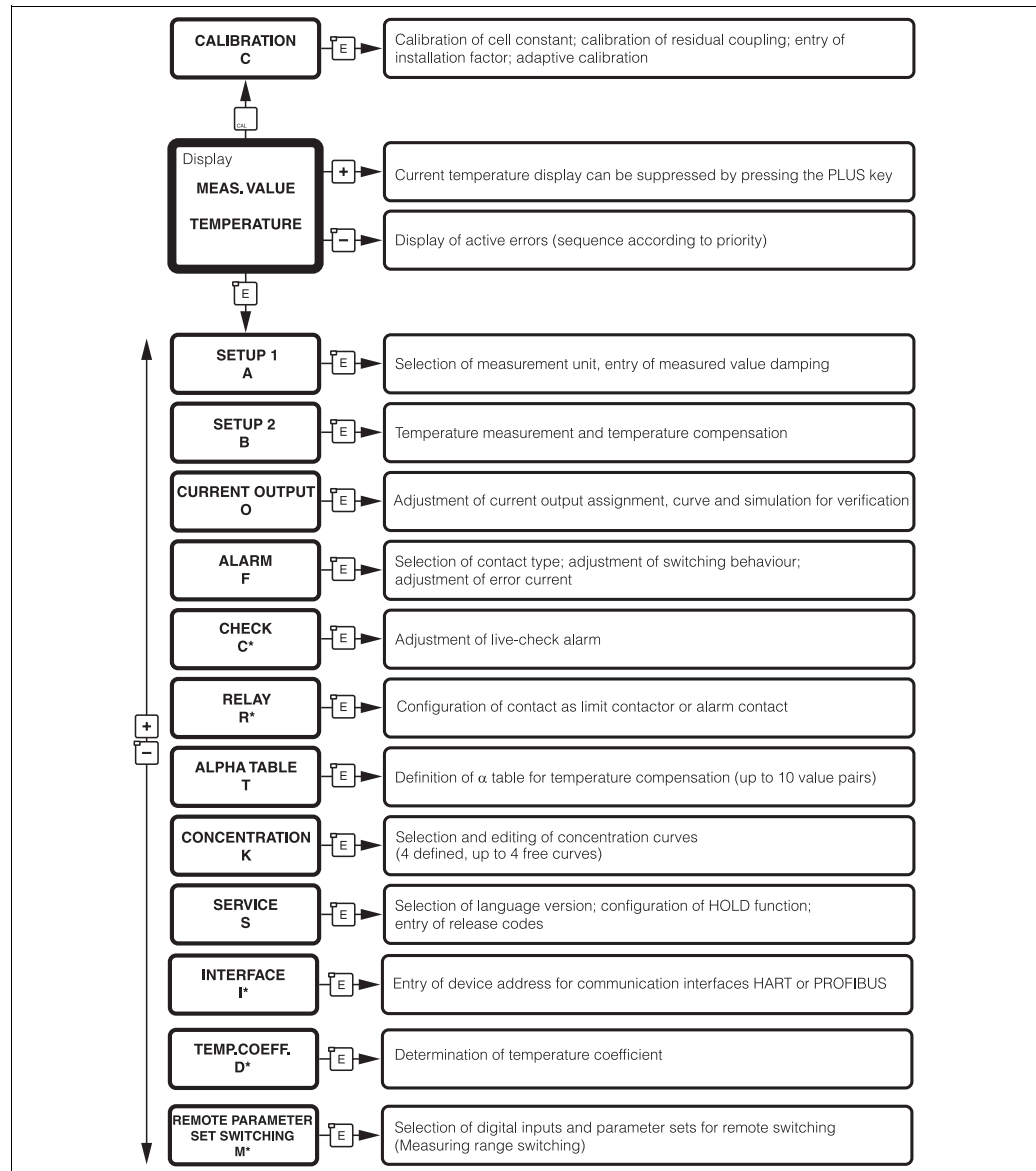 CALIBRATION
C
E
Calibration of cell constant; calibration of residual coupling; entry of
installation factor; adaptive calibration
CAL
Display
MEAS. VALUE
TEMPERATURE
+
Current temperature display can be suppressed by pressing the PLUS key
−
Display of active errors (sequence according to priority)
E
SETUP 1
A
E
Selection of measurement unit, entry of measured value damping
SETUP 2
B
E
Temperature measurement and temperature compensation
CURRENT OUTPUT
O
E
Adjustment of current output assignment, curve and simulation for verification
ALARM
F
E
Selection of contact type; adjustment of switching behaviour;
adjustment of error current
CHECK
C*
E
Adjustment of live-check alarm
RELAY
R*
E
Configuration of contact as limit contactor or alarm contact
+
−
ALPHA TABLE
T
E
Definition of α table for temperature compensation (up to 10 value pairs)
CONCENTRATION
K
E
Selection and editing of concentration curves
(4 defined, up to 4 free curves)
SERVICE
S
E
Selection of language version; configuration of HOLD function;
entry of release codes
INTERFACE
I*
E
Entry of device address for communication interfaces HART or PROFIBUS
TEMP.COEFF.
D*
E
Determination of temperature coefficient
REMOTE PARAMETER
SET SWITCHING
M*
E
Selection of digital inputs and parameter sets for remote switching
(Measuring range switching)